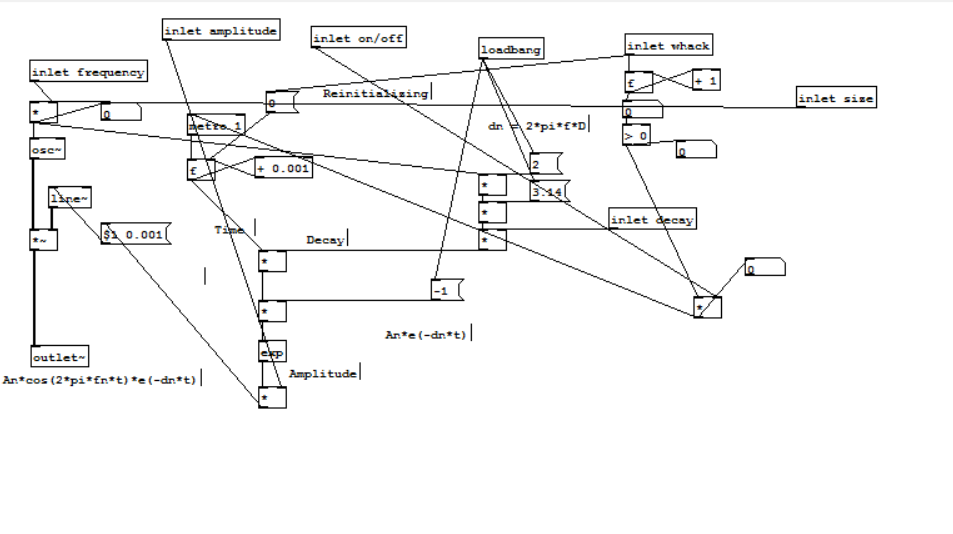 inlet amplitude
inlet on/off
loadbang
inlet whack
inlet frequency
f
+ 1
Reinitializing
0
inlet size
*
0
0
metro 1
dn = 2*pi*f*D
> 0
osc~
0
f
+ 0.001
2
*
3.14
line~
*
inlet decay
$1 0.001
Time
*~
Decay
*
*
0
-1
*
*
An*e(-dn*t)
outlet~
exp
An*cos(2*pi*fn*t)*e(-dn*t)
Amplitude
*